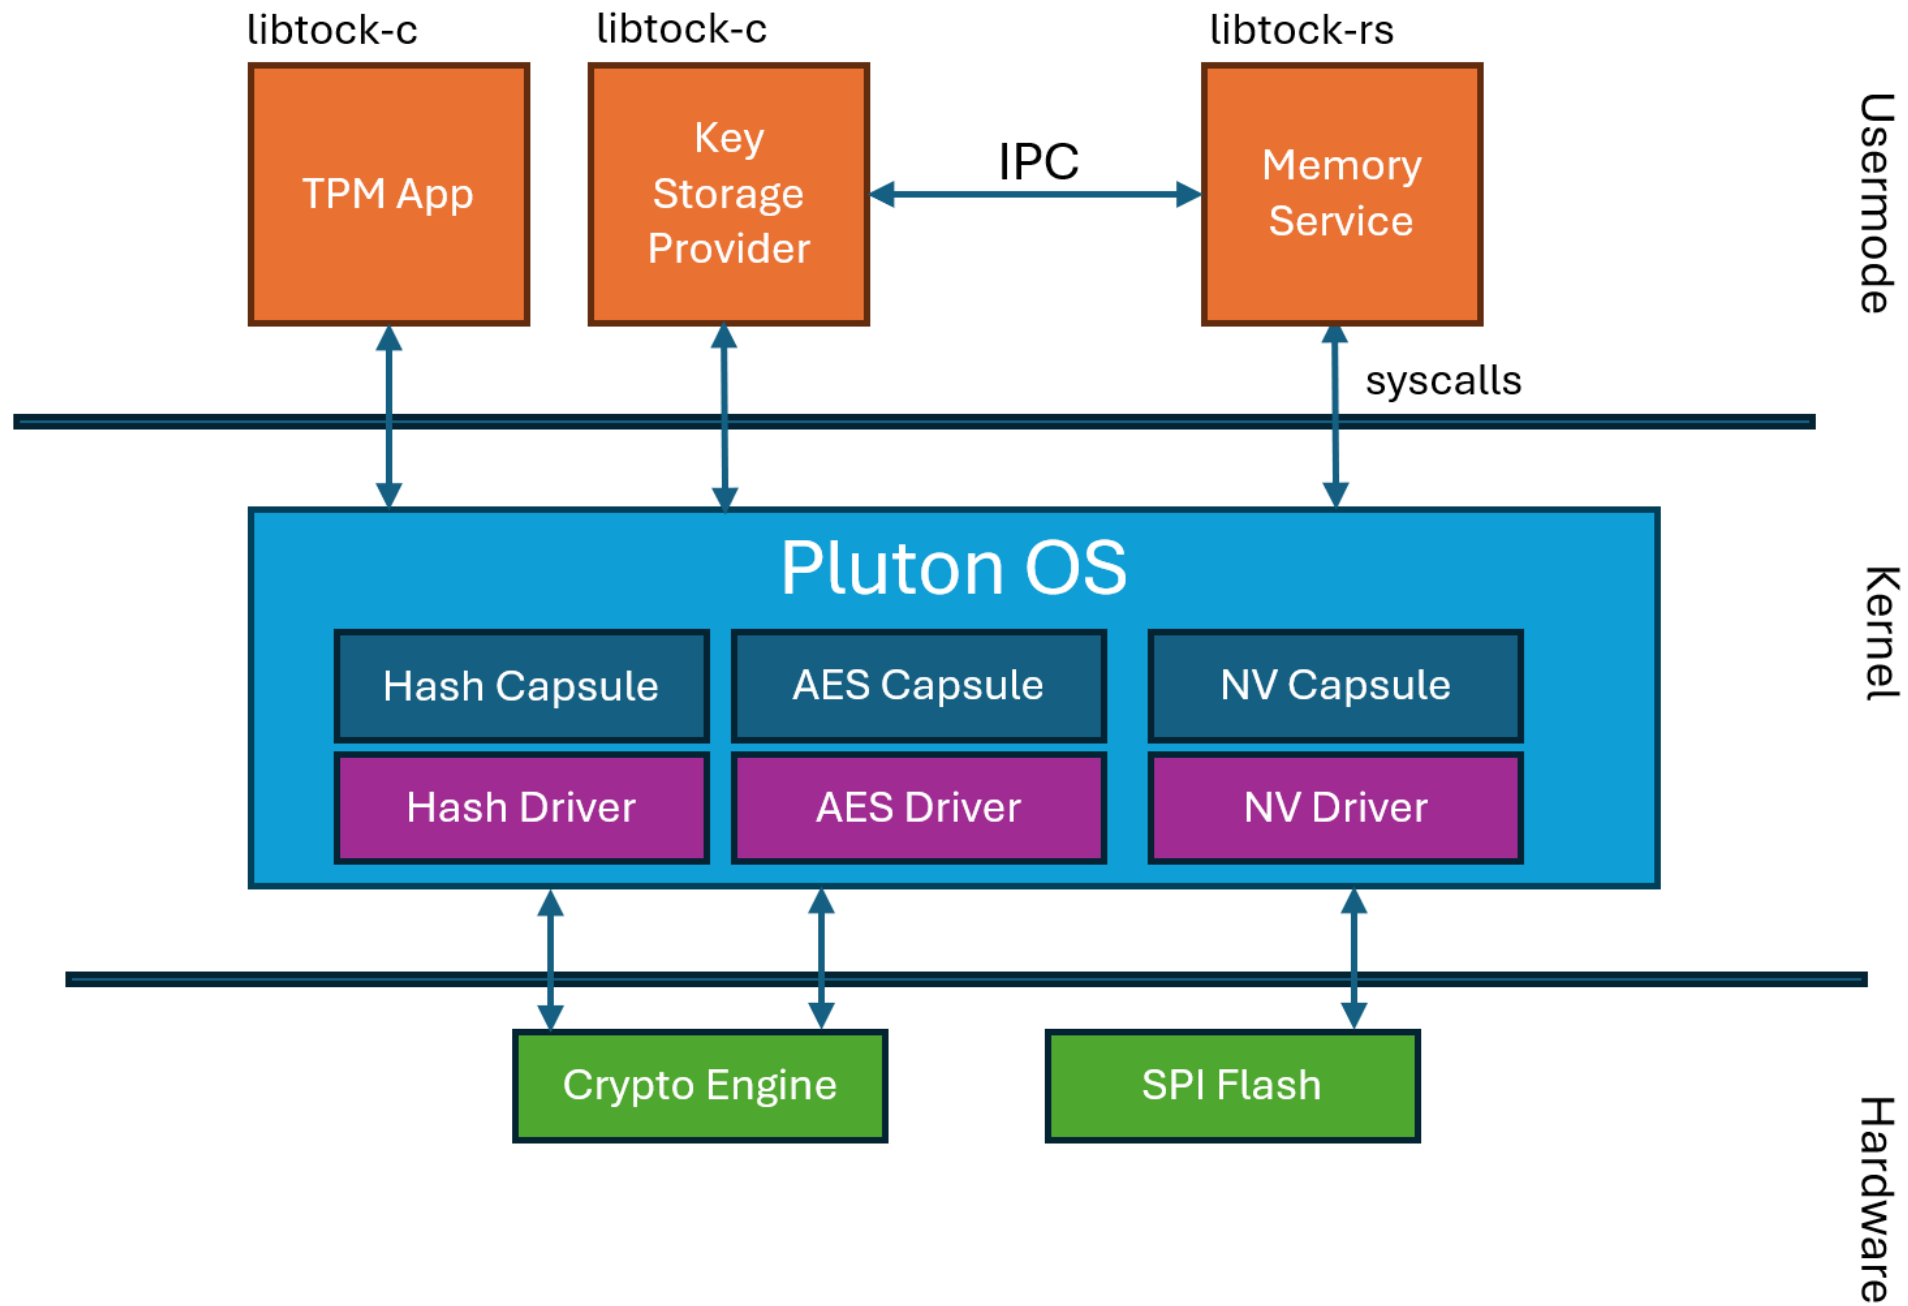 libtock-c
libtock-c
libtock-rs
TPM App
Key
Storage
Provider
IPC
Memory
Service
Usermode
syscalls
Pluton OS
Kernel
Hash Capsule
AES Capsule
NV Capsule
Hash Driver
AES Driver
NV Driver
Crypto Engine
SPI Flash
Hardware